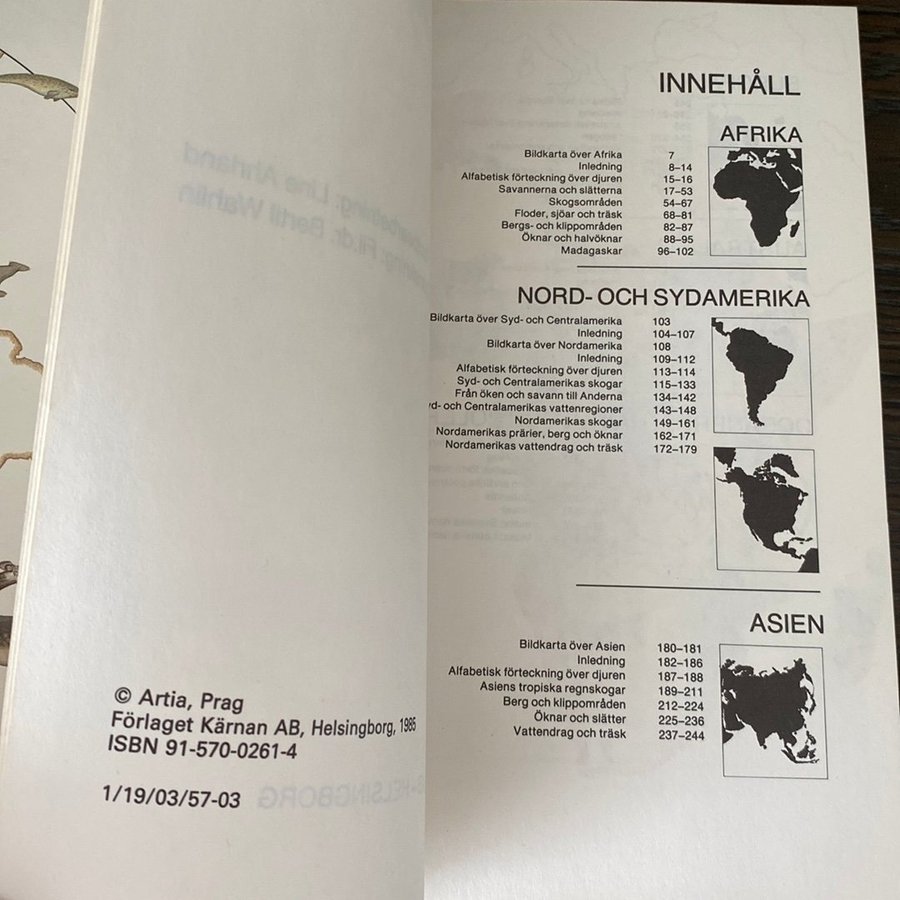 © Artia, Prag
Förlaget Kärnan AB, Helsingborg, 1985
ISBN 91-570-0261-4
1/19/03/57-03
INNEHÅLL
AFRIKA
Bildkarta över Afrika 7
Inledning 8–14
Alfabetisk förteckning över djuren 15–16
Savannerna och slätterna 17–53
Skogsområden 54–67
Floder, sjöar och träsk 68–81
Bergs- och klippområden 82–87
Öknar och halvöknar 88–95
Madagaskar 96–102
NORD- OCH SYDAMERIKA
Bildkarta över Syd- och Centralamerika 103
Inledning 104–107
Bildkarta över Nordamerika 108
Inledning 109–112
Alfabetisk förteckning över djuren 113–114
Syd- och Centralamerikas skogar 115–133
Från öken och savann till Anderna 134–142
yd- och Centralamerikas vattenregioner 143–148
Nordamerikas skogar 149–161
Nordamerikas prärier, berg och öknar 162–171
Nordamerikas vattendrag och träsk 172–179
ASIEN
Bildkarta över Asien 180–181
Inledning 182–186
Alfabetisk förteckning över djuren 187–188
Asiens tropiska regnskogar 189–211
Berg och klippområden 212–224
Öknar och slätter 225–236
Vattendrag och träsk 237–244